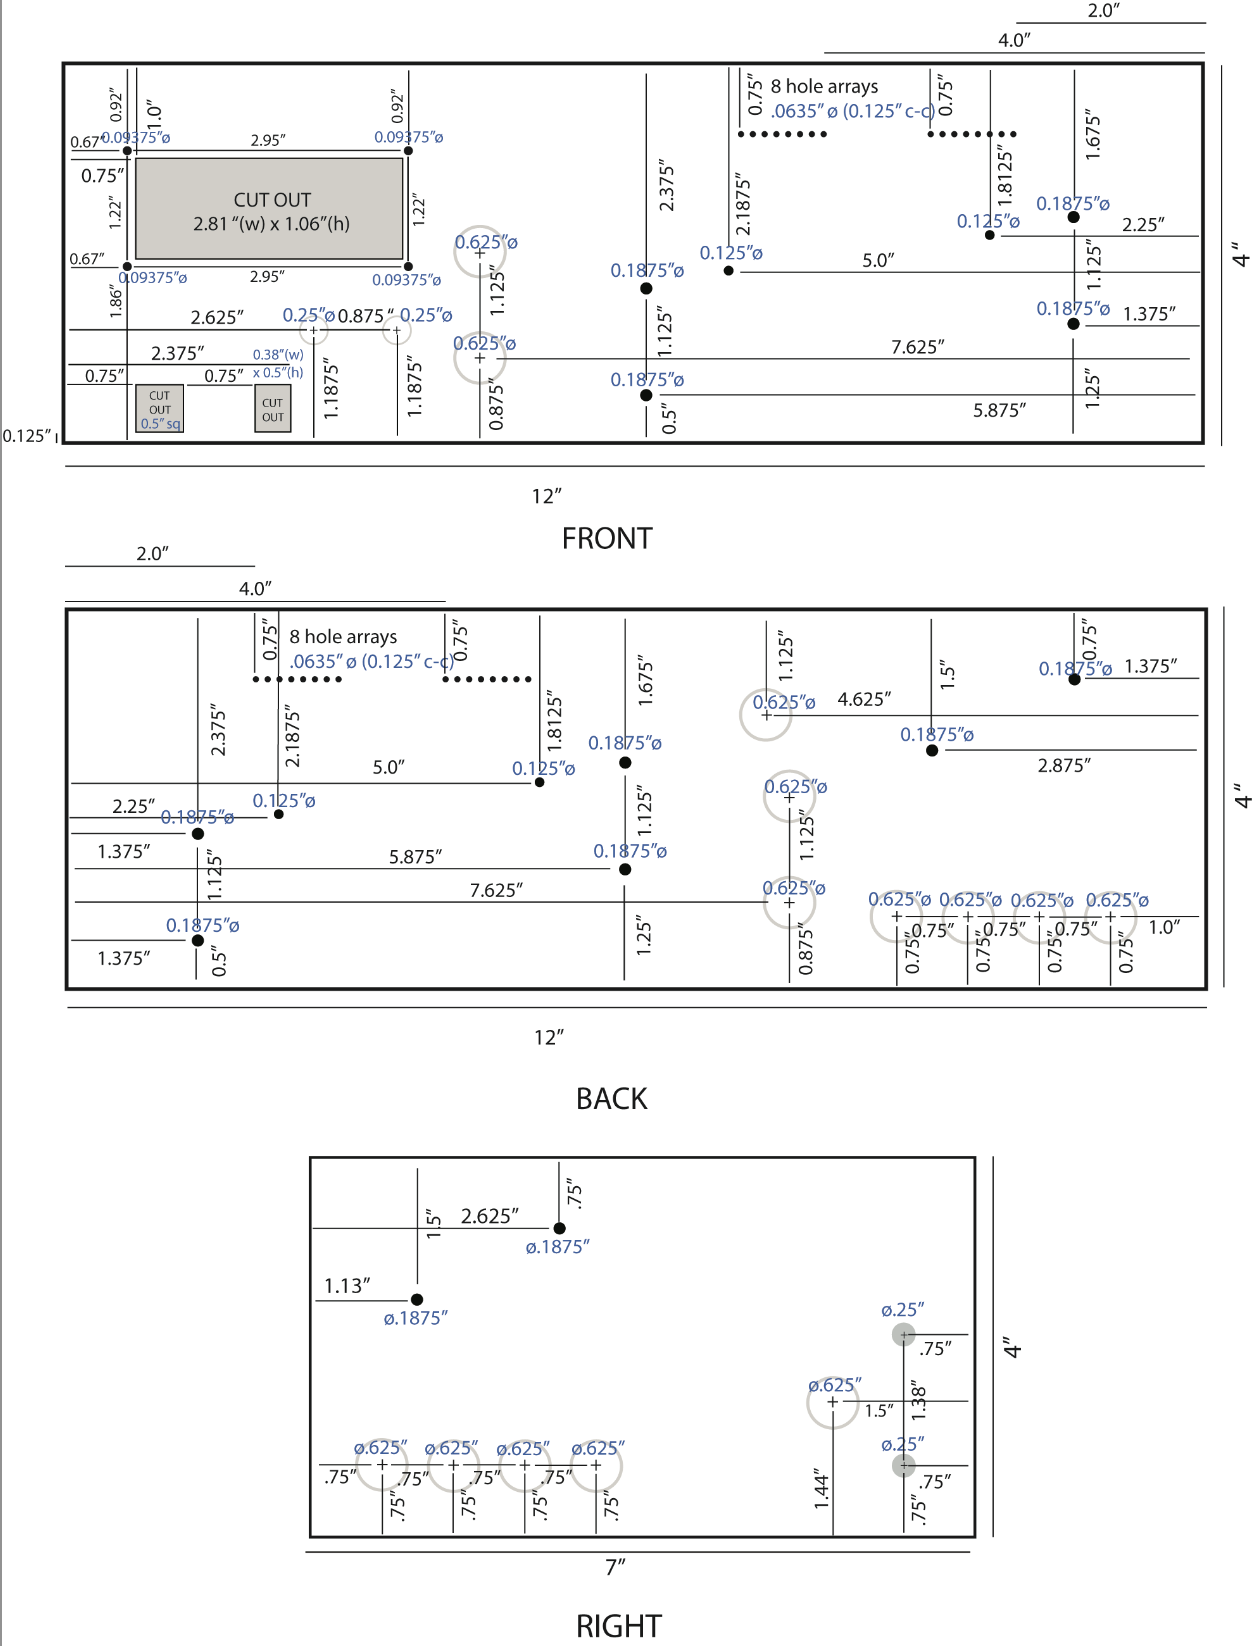 2.0”
4.0”
0.92”
1.0”
0.92”
0.75”
8 hole arrays
0.75”
.0635” ø (0.125” c-c)
1.675”
0.67”
0.09375”ø
2.95”
0.09375”ø
0.75”
CUT OUT
2.81 “(w) x 1.06”(h)
1.22”
1.22”
2.375”
2.1875”
1.8125”
0.1875”ø
0.125”ø
2.25”
0.625”ø
0.125”ø
4 “
0.67”
5.0”
1.125”
0.09375”ø
2.95”
0.09375”ø
0.1875”ø
1.86”
1.125”
0.1875”ø
2.625”
0.25”ø
0.875 “
0.25”ø
1.375”
1.125”
2.375”
0.38”(w)
x 0.5”(h)
0.625”ø
7.625”
0.75”
0.75”
0.1875”ø
1.1875”
1.1875”
1.25”
CUT
OUT
0.5” sq
CUT
OUT
0.875”
0.5”
5.875”
0.125”
12”
FRONT
2.0”
4.0”
0.75”
8 hole arrays
0.75”
.0635” ø (0.125” c-c)
1.675”
1.125”
1.5”
0.75”
0.1875”ø
1.375”
2.375”
2.1875”
1.8125”
0.625”ø
4.625”
0.1875”ø
0.1875”ø
5.0”
0.125”ø
2.875”
2.25”
0.1875”ø
0.125”ø
0.625”ø
4 “
1.375”
1.125”
5.875”
1.125”
0.1875”ø
1.125”
7.625”
0.625”ø
0.625”ø
0.625”ø
0.625”ø
0.625”ø
0.1875”ø
0.75”
0.75”
0.75”
1.0”
1.375”
0.5”
1.25”
0.875”
0.75”
0.75”
0.75”
0.75”
12”
BACK
.75”
1.5”
2.625”
ø.1875”
1.13”
ø.1875”
ø.25”
.75”
4”
ø.625”
1.5”
1.38”
ø.25”
ø.625”
ø.625”
ø.625”
ø.625”
.75”
.75”
.75”
.75”
.75”
.75”
.75”
.75”
.75”
1.44”
.75”
7”
RIGHT